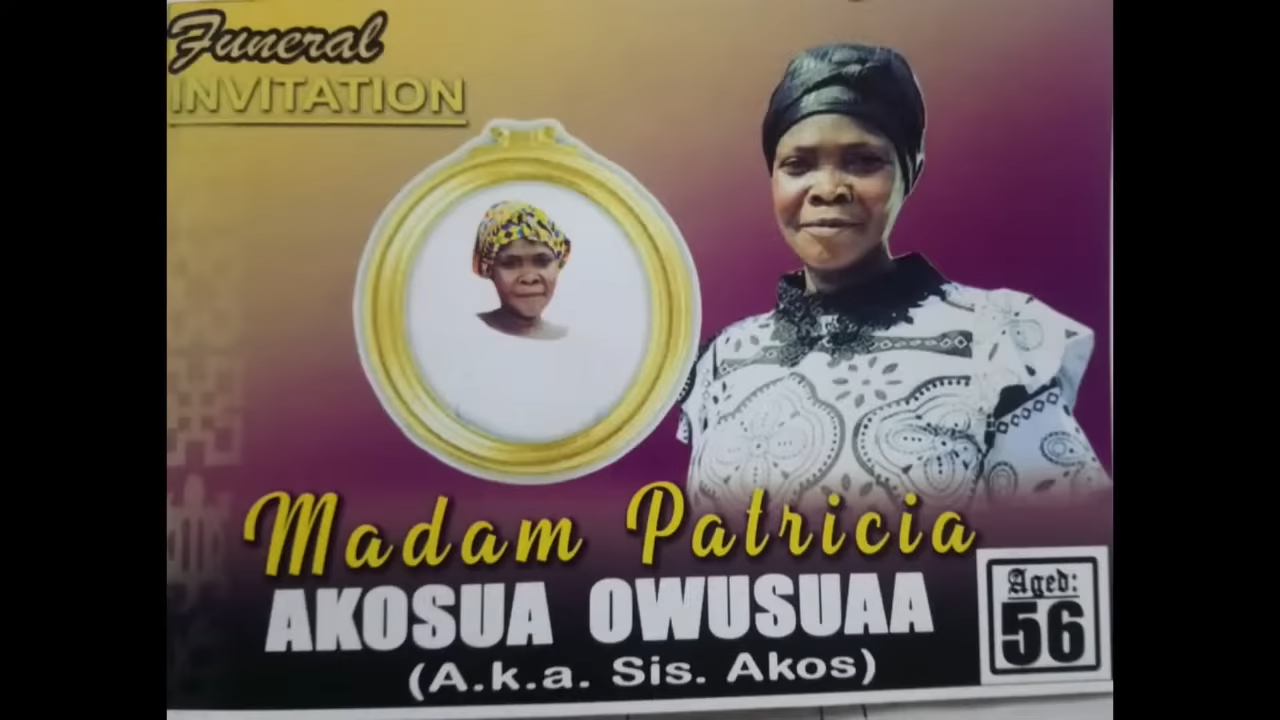 Funeral
INVITATION
Madam Patricia
AKOSUA OWUSUAA
(A.k.a. Sis. Akos)
Aged:
56